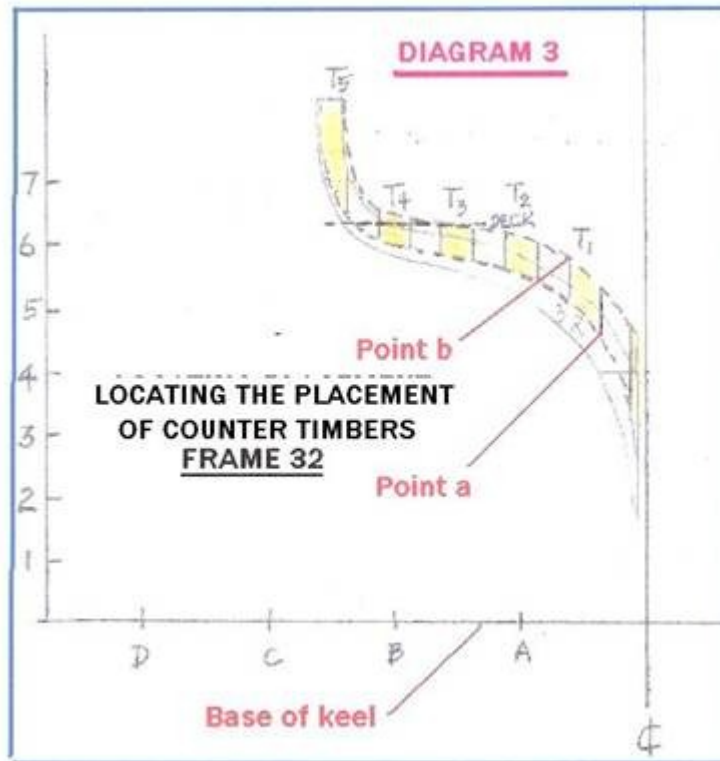 DIAGRAM 3
T5
7
T4
T3
T2
DECK
T1
6
5
Point b
4
LOCATING THE PLACEMENT
OF COUNTER TIMBERS
FRAME 32
3
Point a
2
1
D
C
B
A
Base of keel
℄